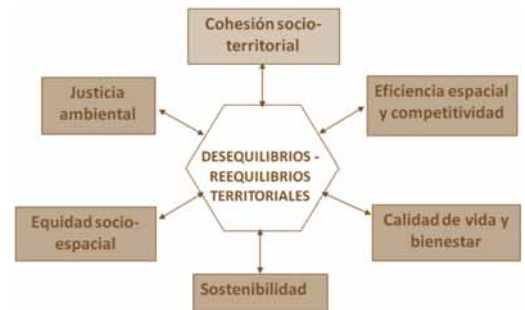 Cohesión socio-
territorial
Justicia
ambiental
Eficiencia espacial
y competitividad
DESEQUILIBRIOS -
REEQUILIBRIOS
TERRITORIALES
Equidad socio-
espacial
Calidad de vida y
bienestar
Sostenibilidad